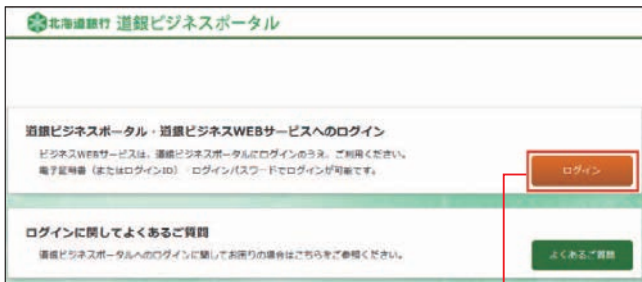 北海道銀行 道銀ビジネスポータル
道銀ビジネスポータル・道銀ビジネスWEBサービスへのログイン
ビジネスWEBサービスは、道銀ビジネスポータルにログインのうえ、ご利用ください。
電子証明書（またはログインID）・ログインパスワードでログインが可能です。
ログイン
ログインに関してよくあるご質問
道銀ビジネスポータルへのログインに関してお困りの場合はこちらをご参照ください。
よくあるご質問